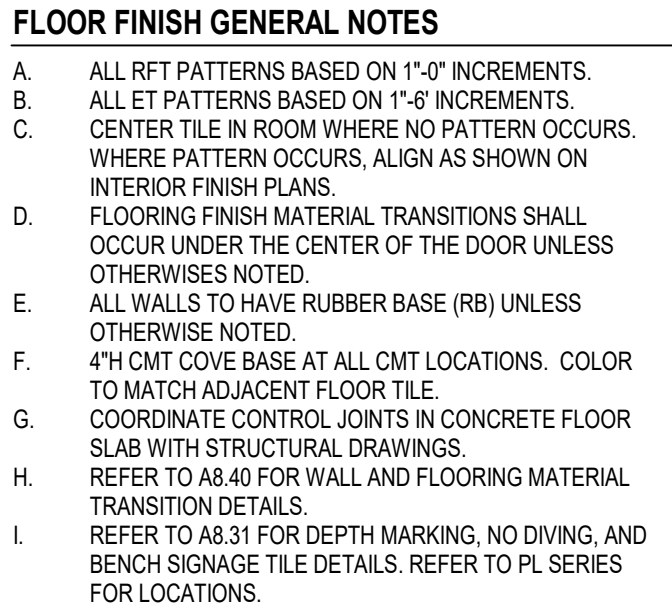 FLOOR FINISH GENERAL NOTES
A. ALL RFT PATTERNS BASED ON 1"-0" INCREMENTS.
B. ALL ET PATTERNS BASED ON 1"-6' INCREMENTS.
C. CENTER TILE IN ROOM WHERE NO PATTERN OCCURS.
WHERE PATTERN OCCURS, ALIGN AS SHOWN ON
INTERIOR FINISH PLANS.
D. FLOORING FINISH MATERIAL TRANSITIONS SHALL
OCCUR UNDER THE CENTER OF THE DOOR UNLESS
OTHERWISES NOTED.
E. ALL WALLS TO HAVE RUBBER BASE (RB) UNLESS
OTHERWISE NOTED.
F. 4"H CMT COVE BASE AT ALL CMT LOCATIONS. COLOR
TO MATCH ADJACENT FLOOR TILE.
G. COORDINATE CONTROL JOINTS IN CONCRETE FLOOR
SLAB WITH STRUCTURAL DRAWINGS.
H. REFER TO A8.40 FOR WALL AND FLOORING MATERIAL
TRANSITION DETAILS.
I. REFER TO A8.31 FOR DEPTH MARKING, NO DIVING, AND
BENCH SIGNAGE TILE DETAILS. REFER TO PL SERIES
FOR LOCATIONS.